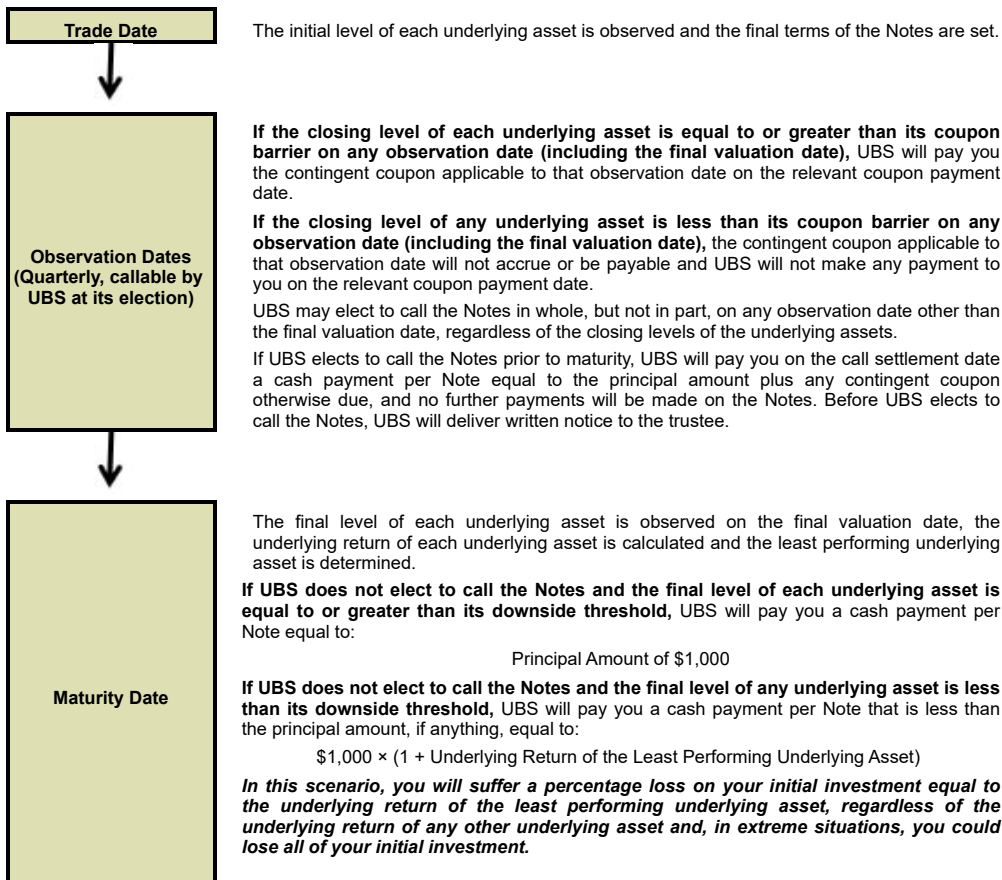 Trade Date
The initial level of each underlying asset is observed and the final terms of the Notes are set.
Observation Dates
(Quarterly, callable by
UBS at its election)
If the closing level of each underlying asset is equal to or greater than its coupon
barrier on any observation date (including the final valuation date), UBS will pay you
the contingent coupon applicable to that observation date on the relevant coupon payment
date.
If the closing level of any underlying asset is less than its coupon barrier on any
observation date (including the final valuation date), the contingent coupon applicable to
that observation date will not accrue or be payable and UBS will not make any payment to
you on the relevant coupon payment date.
UBS may elect to call the Notes in whole, but not in part, on any observation date other than
the final valuation date, regardless of the closing levels of the underlying assets.
If UBS elects to call the Notes prior to maturity, UBS will pay you on the call settlement date
a cash payment per Note equal to the principal amount plus any contingent coupon
otherwise due, and no further payments will be made on the Notes. Before UBS elects to
call the Notes, UBS will deliver written notice to the trustee.
Maturity Date
The final level of each underlying asset is observed on the final valuation date, the
underlying return of each underlying asset is calculated and the least performing underlying
asset is determined.
If UBS does not elect to call the Notes and the final level of each underlying asset is
equal to or greater than its downside threshold, UBS will pay you a cash payment per
Note equal to:
Principal Amount of $1,000
If UBS does not elect to call the Notes and the final level of any underlying asset is less
than its downside threshold, UBS will pay you a cash payment per Note that is less than
the principal amount, if anything, equal to:
$1,000 × (1 + Underlying Return of the Least Performing Underlying Asset)
In this scenario, you will suffer a percentage loss on your initial investment equal to
the underlying return of the least performing underlying asset, regardless of the
underlying return of any other underlying asset and, in extreme situations, you could
lose all of your initial investment.